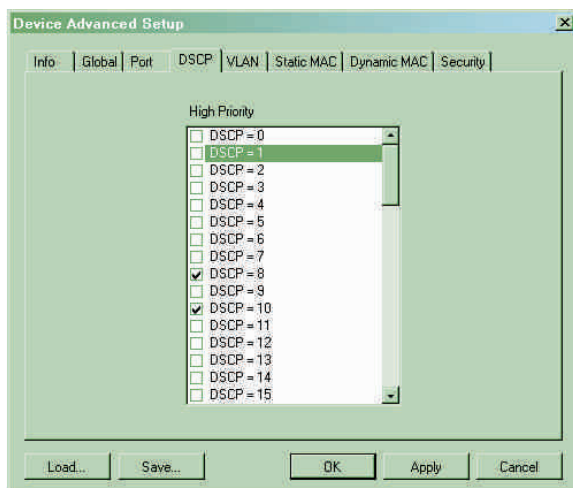 Device Advanced Setup
Info Global Port DSCP VLAN Static MAC Dynamic MAC Security
High Priority
DSCP = 0
DSCP = 1
DSCP = 2
DSCP = 3
DSCP = 4
DSCP = 5
DSCP = 6
DSCP = 7
DSCP = 8
DSCP = 9
DSCP = 10
DSCP = 11
DSCP = 12
DSCP = 13
DSCP = 14
DSCP = 15
Load... Save... OK Apply Cancel